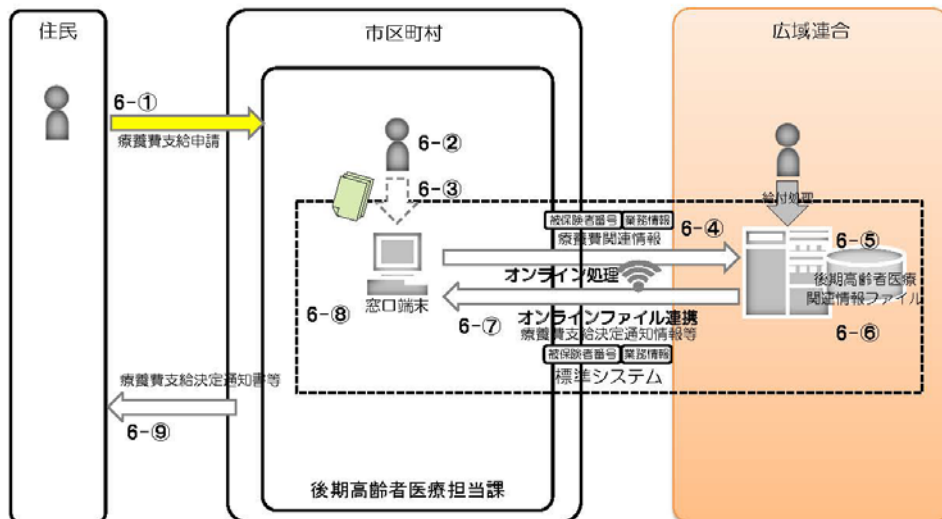 住民
市区町村
広域連合
6-①
療養費支給申請
6-②
6-③
給付処理
被保険者番号 業務情報
6-④
療養費関連情報
6-⑤
オンライン処理
後期高齢者医療
関連情報ファイル
6-⑧
窓口端末
6-⑦
オンラインファイル連携
療養費支給決定通知情報等
6-⑥
被保険者番号 業務情報
標準システム
療養費支給決定通知書等
6-⑨
後期高齢者医療担当課